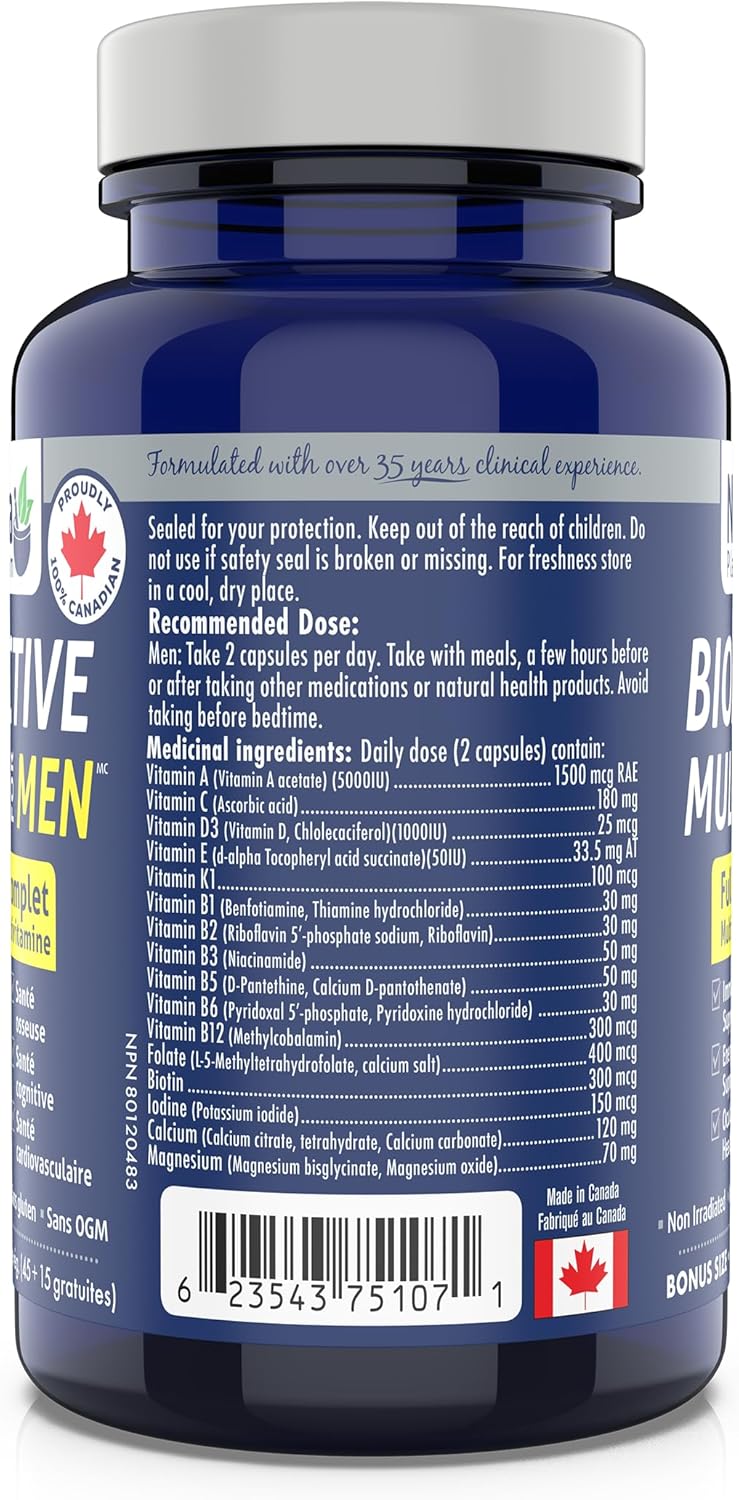 Formulated with over 35 years clinical experience.
PROUDLY
100% CANADIAN
Sealed for your protection. Keep out of the reach of children. Do
not use if safety seal is broken or missing. For freshness store
in a cool, dry place.
Recommended Dose:
Men: Take 2 capsules per day. Take with meals, a few hours before
or after taking other medications or natural health products. Avoid
taking before bedtime.
Medicinal ingredients: Daily dose (2 capsules) contain:
Vitamin A (Vitamin A acetate) (5000IU) 1500 mcg RAE
Vitamin C (Ascorbic acid) 180 mg
Vitamin D3 (Vitamin D, Chlolecaciferol)(1000IU) 25 mcg
Vitamin E (d-alpha Tocopheryl acid succinate)(50IU) 33.5 mg AT
Vitamin K1 100 mcg
Vitamin B1 (Benfotiamine, Thiamine hydrochloride) 30 mg
Vitamin B2 (Riboflavin 5'-phosphate sodium, Riboflavin) 30 mg
Vitamin B3 (Niacinamide) 50 mg
Vitamin B5 (D-Pantethine, Calcium D-pantothenate) 50 mg
Vitamin B6 (Pyridoxal 5'-phosphate, Pyridoxine hydrochloride) 30 mg
Vitamin B12 (Methylcobalamin) 300 mcg
Folate (L-5-Methyltetrahydrofolate, calcium salt) 400 mcg
Biotin 300 mcg
Iodine (Potassium iodide) 150 mcg
Calcium (Calcium citrate, tetrahydrate, Calcium carbonate) 120 mg
Magnesium (Magnesium bisglycinate, Magnesium oxide) 70 mg
NPN 80120483
6 23543 75107 1
Made in Canada
Fabriqué au Canada
CTIVE
MEN MC
omplet
itamine
Santé
osseuse
Santé
cognitive
Santé
cardiovasculaire
gluten • Sans OGM
(45+15 gratuites)
BIO
MUL
Non Irradiated
BONUS SIZE